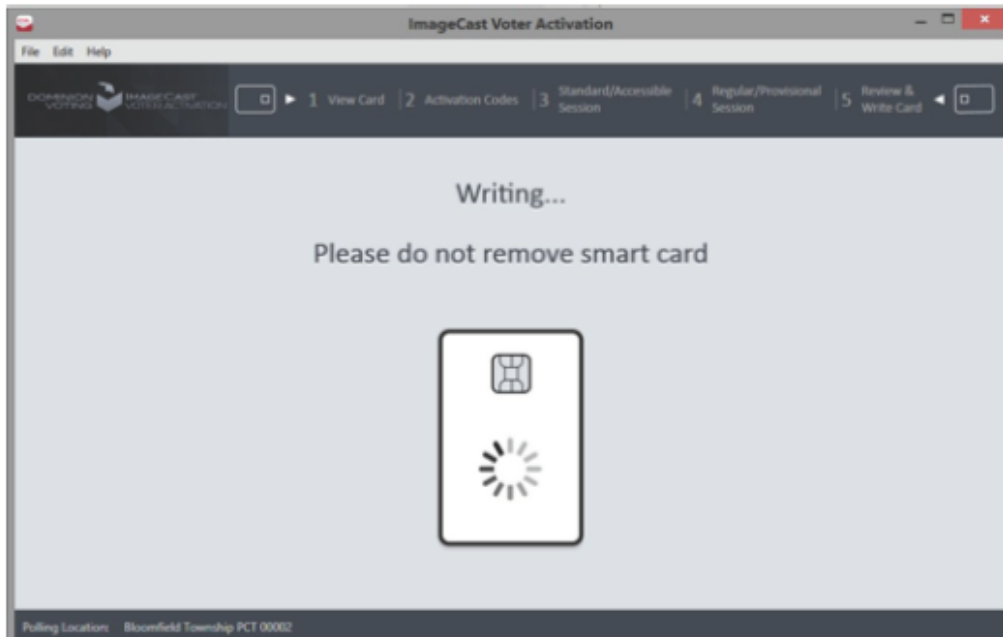 ImageCast Voter Activation
File Edit Help
DOMINION VOTING IMAGECAST VOTER ACTIVATION
1 View Card
2 Activation Codes
3 Standard/Accessible Session
4 Regular/Provisional Session
5 Review & Write Card
Writing...
Please do not remove smart card
Polling Location: Bloomfield Township PCT 00002